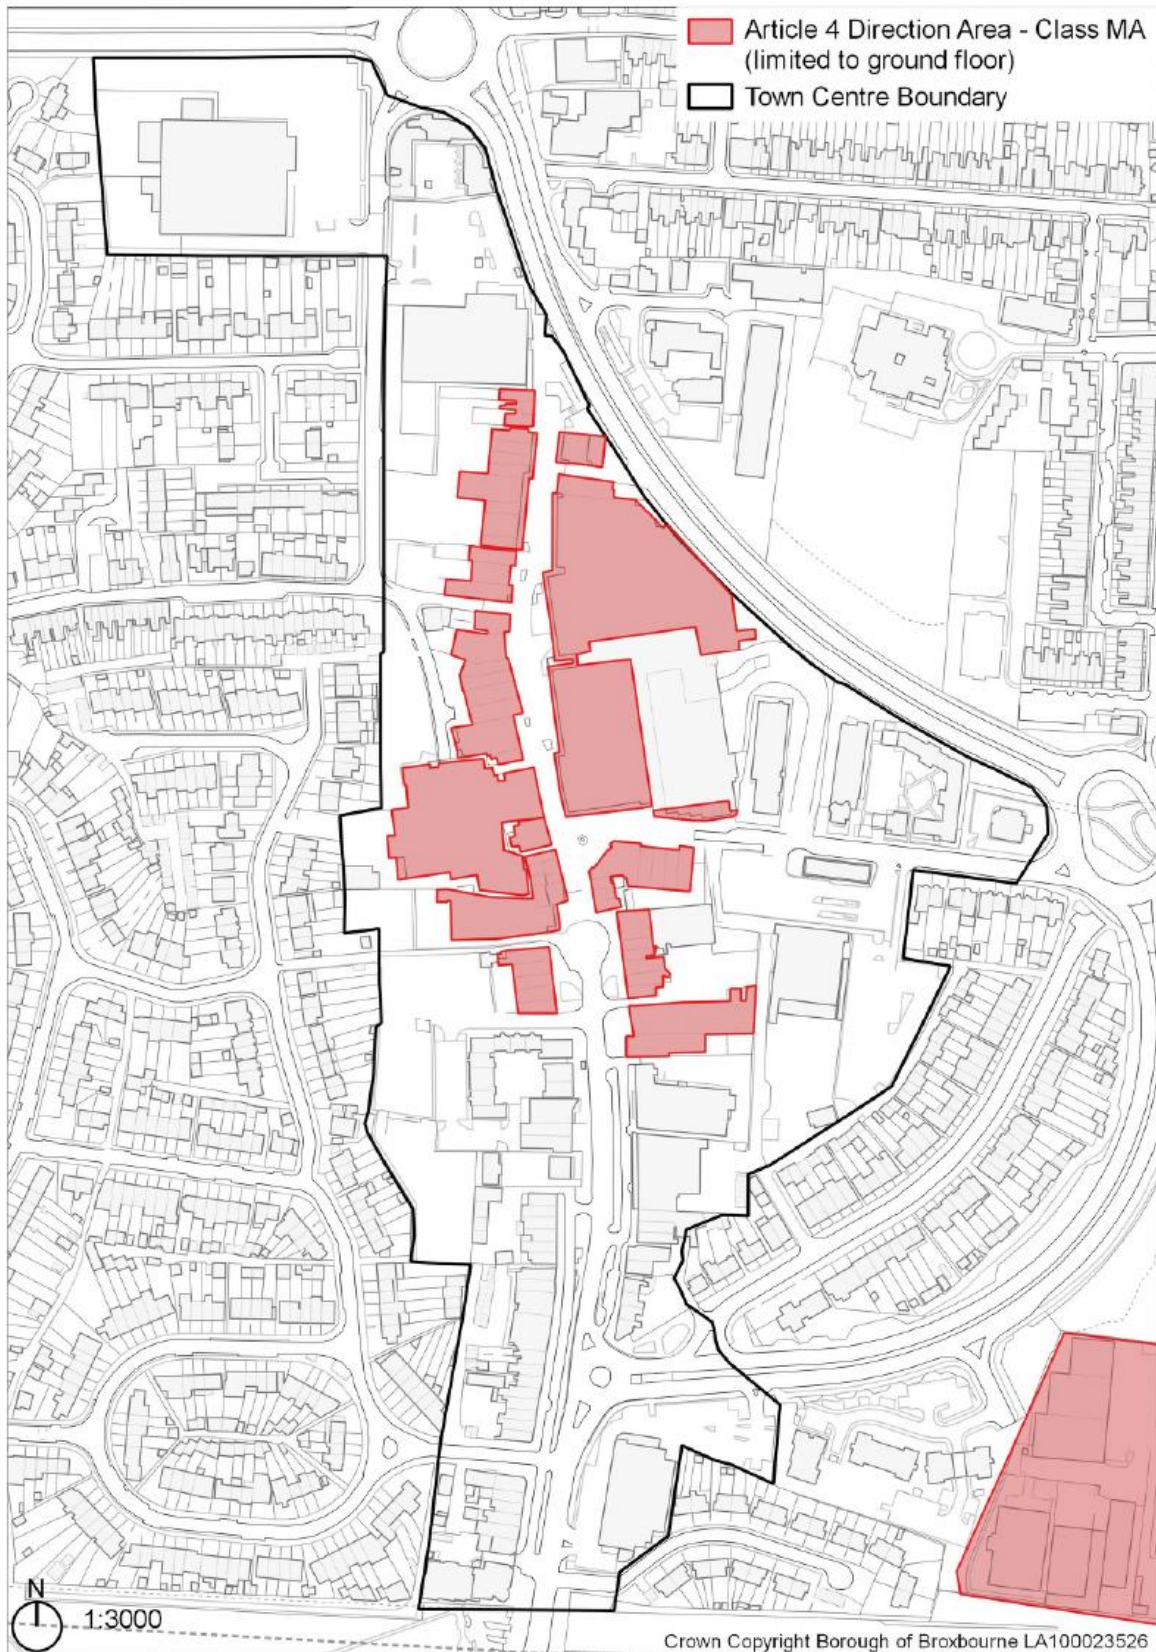 Article 4 Direction Area - Class MA
(limited to ground floor)
Town Centre Boundary
N
1:3000
Crown Copyright Borough of Broxbourne LA100023526